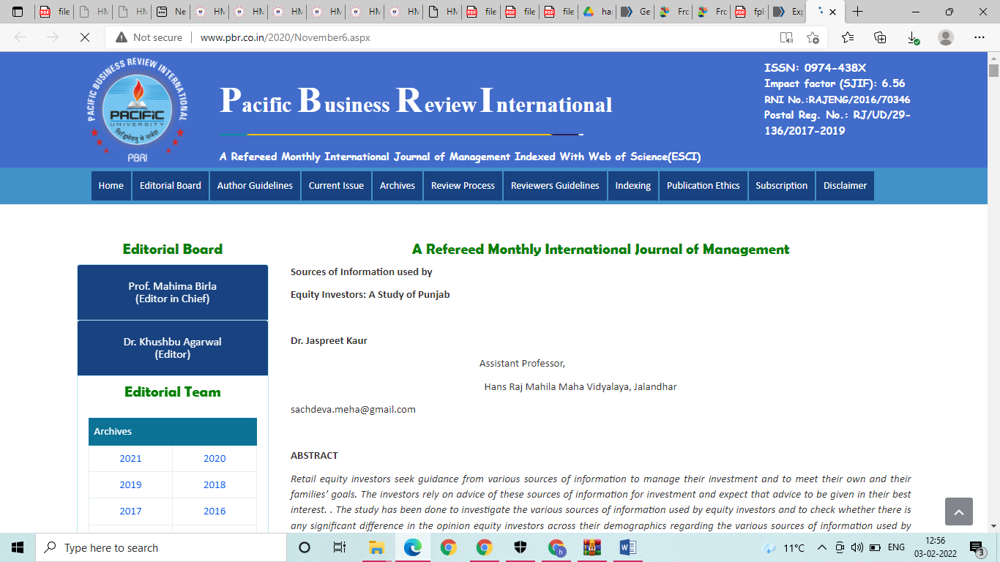 file
HM
HM
Ne
HM
HM
HM
HM
HM
HM
HM
file
file
file
har
Ge
Fro
Fro
fpl
Exp
Not secure
www.pbr.co.in/2020/November6.aspx
PACIFIC BUSINESS REVIEW INTERNATIONAL
PACIFIC
UNIVERSITY
PBRI
Pacific Business Review International
A Refereed Monthly International Journal of Management Indexed With Web of Science(ESCI)
ISSN: 0974-438X
Impact factor (SJIF): 6.56
RNI No.:RAJENG/2016/70346
Postal Reg. No.: RJ/UD/29-
136/2017-2019
Home Editorial Board Author Guidelines Current Issue Archives Review Process Reviewers Guidelines Indexing Publication Ethics Subscription Disclaimer
Editorial Board
Prof. Mahima Birla
(Editor in Chief)
Dr. Khushbu Agarwal
(Editor)
Editorial Team
Archives
2021 2020
2019 2018
2017 2016
A Refereed Monthly International Journal of Management
Sources of Information used by
Equity Investors: A Study of Punjab
Dr. Jaspreet Kaur
Assistant Professor,
Hans Raj Mahila Maha Vidyalaya, Jalandhar
sachdeva.meha@gmail.com
ABSTRACT
Retail equity investors seek guidance from various sources of information to manage their investment and to meet their own and their
families’ goals. The investors rely on advice of these sources of information for investment and expect that advice to be given in their best
interest. . The study has been done to investigate the various sources of information used by equity investors and to check whether there is
any significant difference in the opinion equity investors across their demographics regarding the various sources of information used by
Type here to search
11°C
ENG
12:56
03-02-2022
3